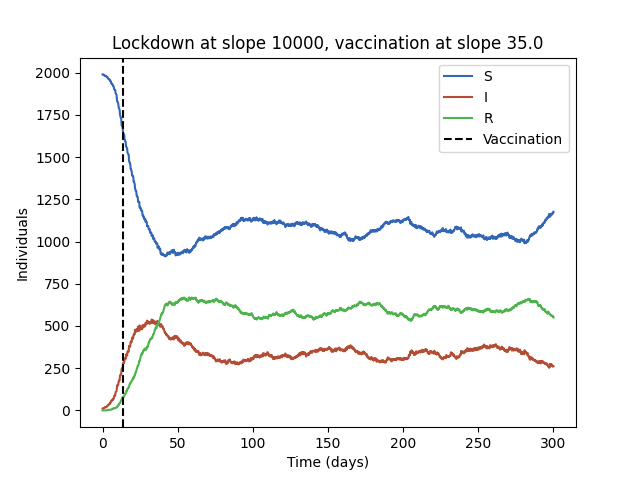 Lockdown at slope 10000, vaccination at slope 35.0
S
I
R
Vaccination
Individuals
2000
1750
1500
1250
1000
750
500
250
0
0 50 100 150 200 250 300
Time (days)